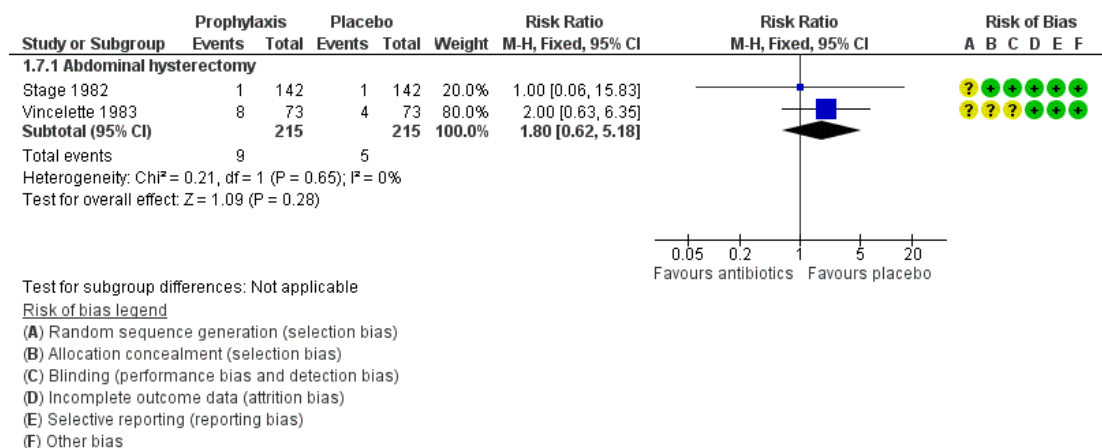 Prophylaxis Placebo Risk Ratio Risk Ratio Risk of Bias
Study or Subgroup Events Total Events Total Weight M-H, Fixed, 95% CI M-H, Fixed, 95% CI A B C D E F
1.7.1 Abdominal hysterectomy
Stage 1982 1 142 1 142 20.0% 1.00 [0.06, 15.83] ? + + + + +
Vincelette 1983 8 73 4 73 80.0% 2.00 [0.63, 6.35] ? ? ? + + +
Subtotal (95% CI) 215 215 100.0% 1.80 [0.62, 5.18]
Total events 9 5
Heterogeneity: Chi² = 0.21, df = 1 (P = 0.65); I² = 0%
Test for overall effect: Z = 1.09 (P = 0.28)
0.05 0.2 1 5 20
Favours antibiotics Favours placebo
Test for subgroup differences: Not applicable
Risk of bias legend
(A) Random sequence generation (selection bias)
(B) Allocation concealment (selection bias)
(C) Blinding (performance bias and detection bias)
(D) Incomplete outcome data (attrition bias)
(E) Selective reporting (reporting bias)
(F) Other bias